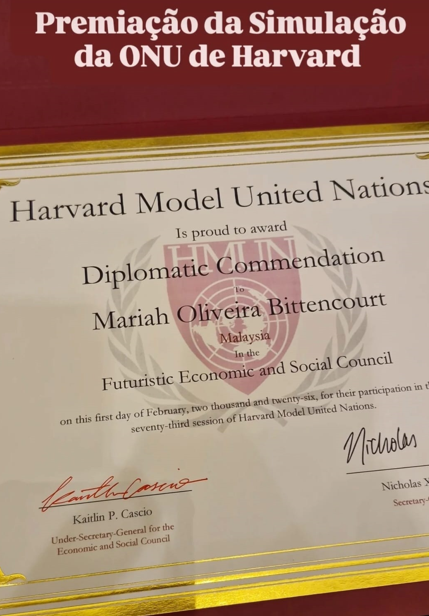 Premiação da Simulação
da ONU de Harvard
Harvard Model United Nations
Is proud to award
HMUN
Diplomatic Commendation
To
Mariah Oliveira Bittencourt
Malaysia
In the
Futuristic Economic and Social Council
on this first day of February, two thousand and twenty-six, for their participation in
seventy-third session of Harvard Model United Nations.
Nicholas
Kaitlin P. Cascio
Nicholas X
Under-Secretary-General for the
Secretary-
Economic and Social Council